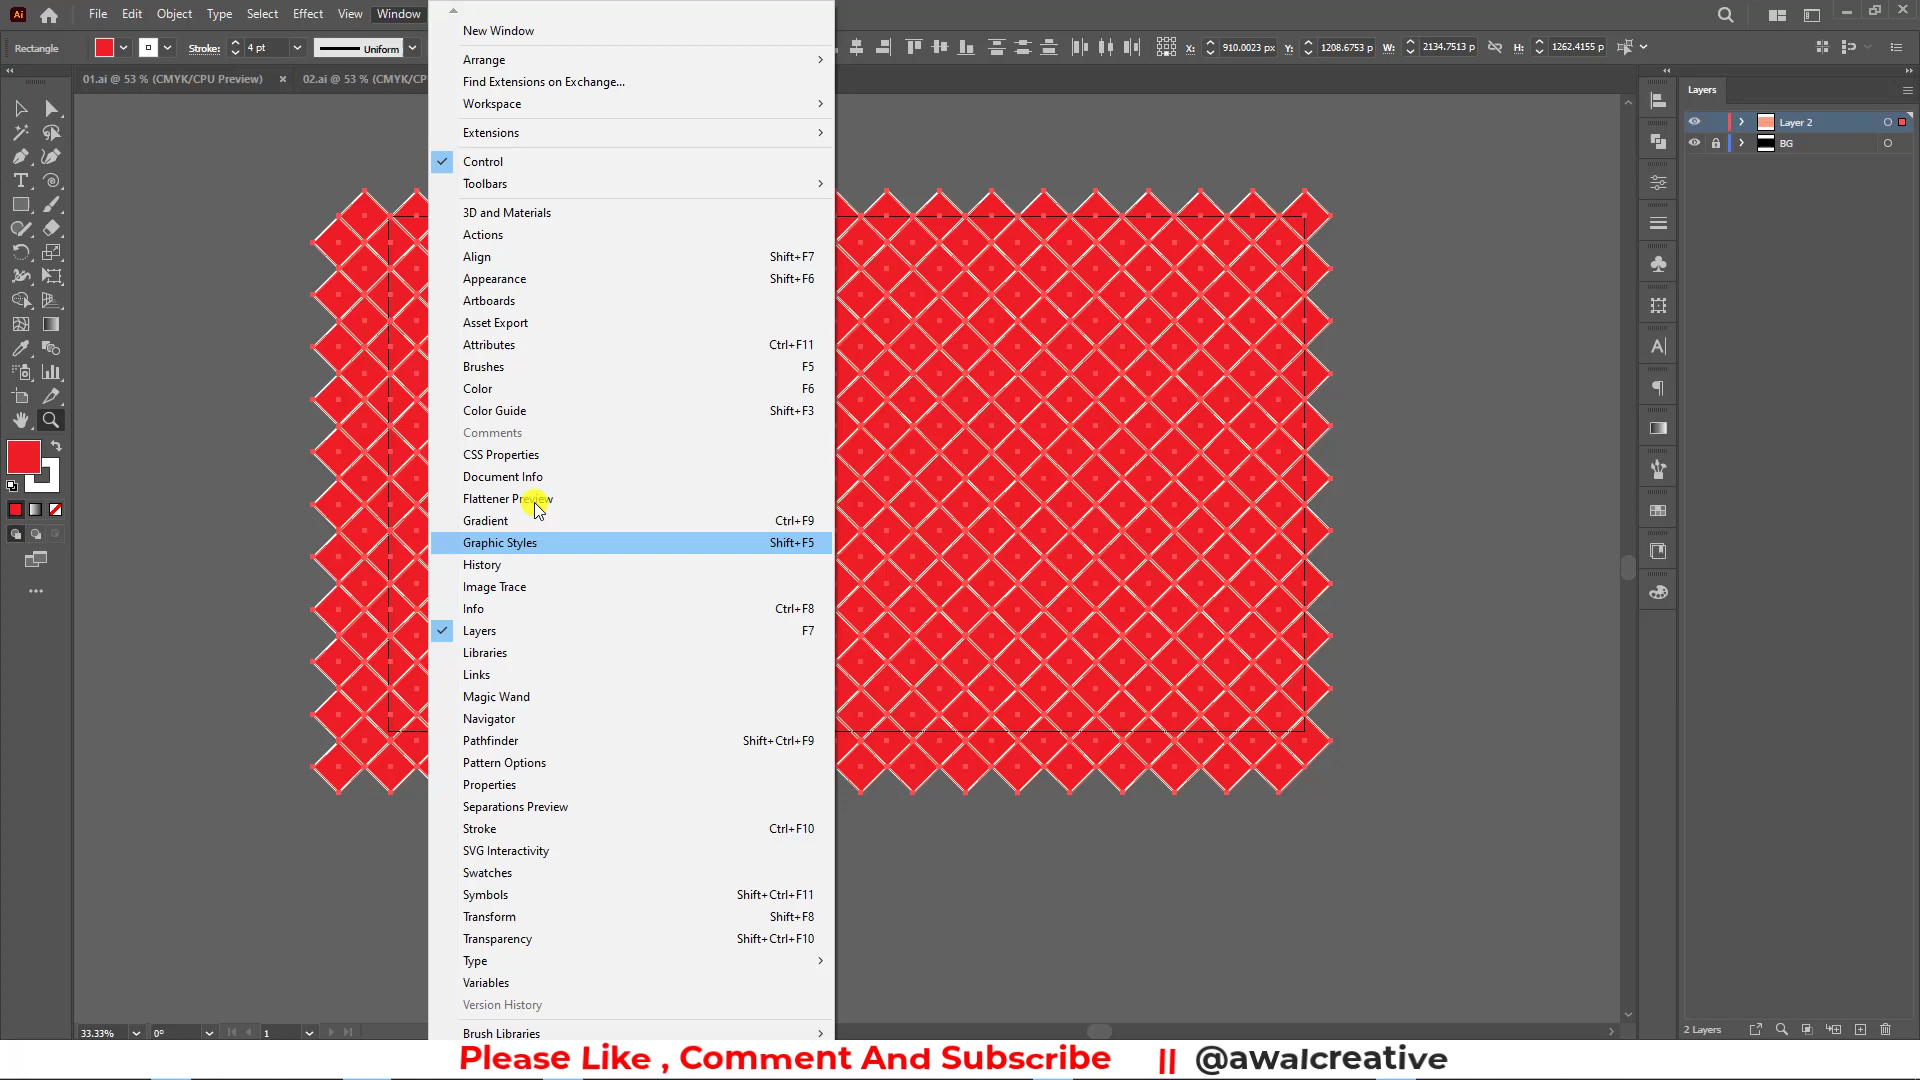 Ai
File Edit Object Type Select Effect View Window
Rectangle Stroke: 4 pt Uniform X: 910.0023 px Y: 1208.6753 p W: 2134.7513 p H: 1262.4155 p
01.ai @ 53 % (CMYK/CPU Preview) × 02.ai @ 53 % (CMYK/CP
New Window
Arrange
Find Extensions on Exchange...
Workspace
Extensions
Control
Toolbars
3D and Materials
Actions
Align Shift+F7
Appearance Shift+F6
Artboards
Asset Export
Attributes Ctrl+F11
Brushes F5
Color F6
Color Guide Shift+F3
Comments
CSS Properties
Document Info
Flattener Preview
Gradient Ctrl+F9
Graphic Styles Shift+F5
History
Image Trace
Info Ctrl+F8
Layers F7
Libraries
Links
Magic Wand
Navigator
Pathfinder Shift+Ctrl+F9
Pattern Options
Properties
Separations Preview
Stroke Ctrl+F10
SVG Interactivity
Swatches
Symbols Shift+Ctrl+F11
Transform Shift+F8
Transparency Shift+Ctrl+F10
Type
Variables
Version History
Brush Libraries
Layers
Layer 2
BG
2 Layers
33.33% 0° 1
Please Like , Comment And Subscribe || @awalcreative